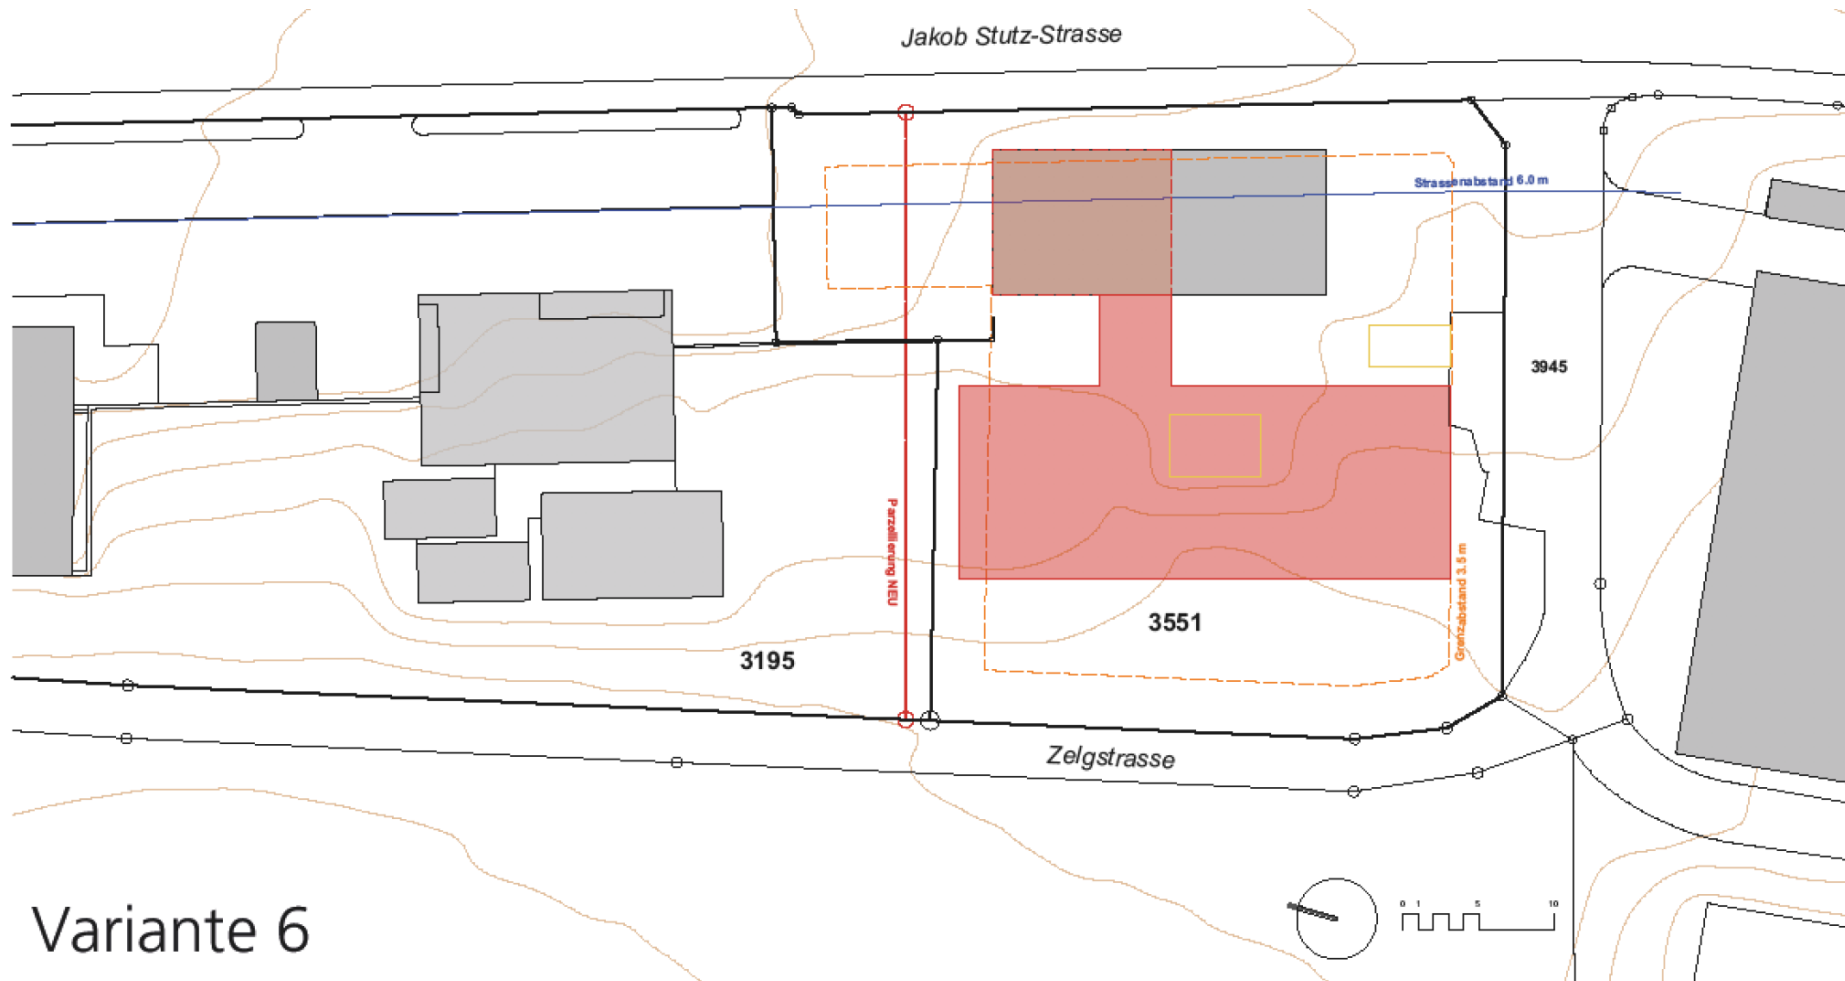 Jakob Stutz-Strasse
Strassenabstand 6.0 m
3945
Parzellierung NEU
Grenzabstand 3.5 m
3551
3195
Zelgstrasse
0 1 5 10
Variante 6